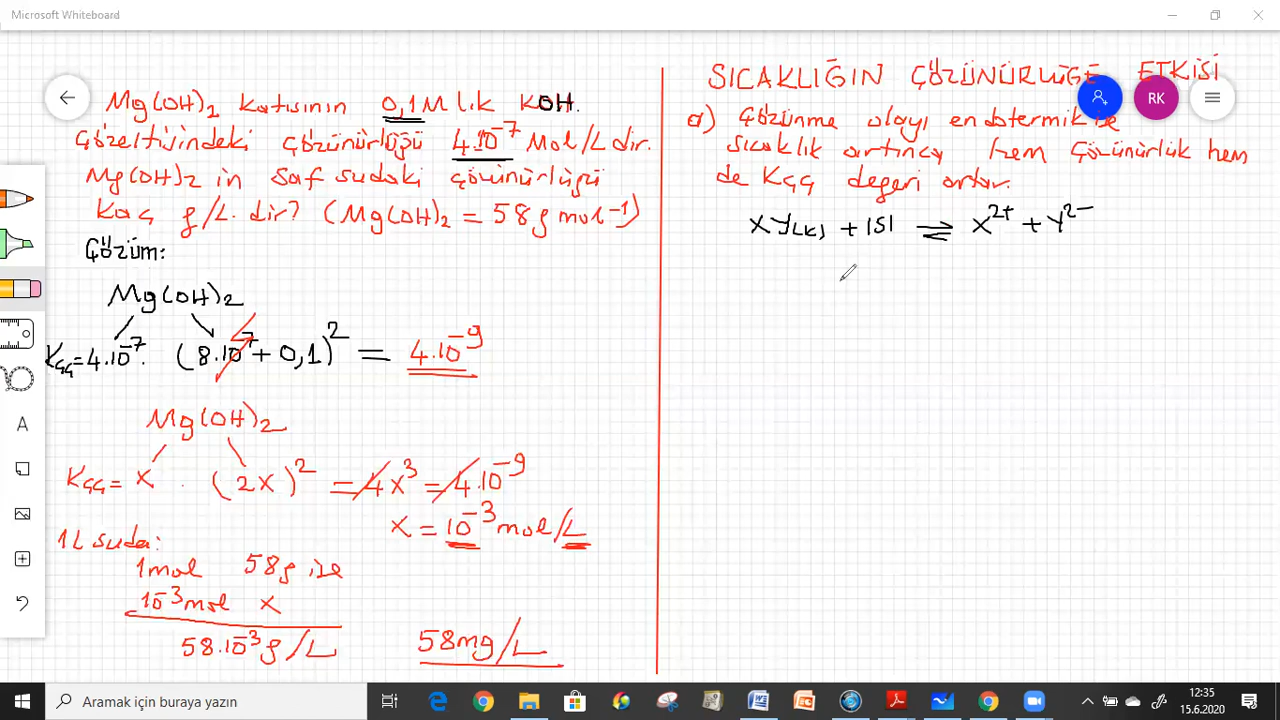 Microsoft Whiteboard
Mg(OH)2 katısının 0,1M lık KOH.
çözeltisindeki çözünürlüğü 4.10^-7 Mol/L dir.
Mg(OH)2 in saf sudaki çözünürlüğü
Kaç g/L. dir? (Mg(OH)2 = 58g mol^-1)
Çözüm:
Mg(OH)2
Kçç=4.10^-7. (8.10^-7 + 0,1)^2 = 4.10^-9
Mg(OH)2
Kçç= x . (2x)^2 = 4x^3 = 4.10^-9
x = 10^-3 mol/L
1L suda:
1mol 58g ise
10^-3 mol x
58.10^-3 g/L 58mg/L
SICAKLIĞIN ÇÖZÜNÜRLÜĞE ETKİSİ
a) Çözünme olayı endotermik ise
sıcaklık artınca hem çözünürlük hem
de Kçç değeri artar.
XY(k) + ISI ⇌ X^2+ + Y^2-
RK
A
Aramak için buraya yazın
12:35
15.6.2020